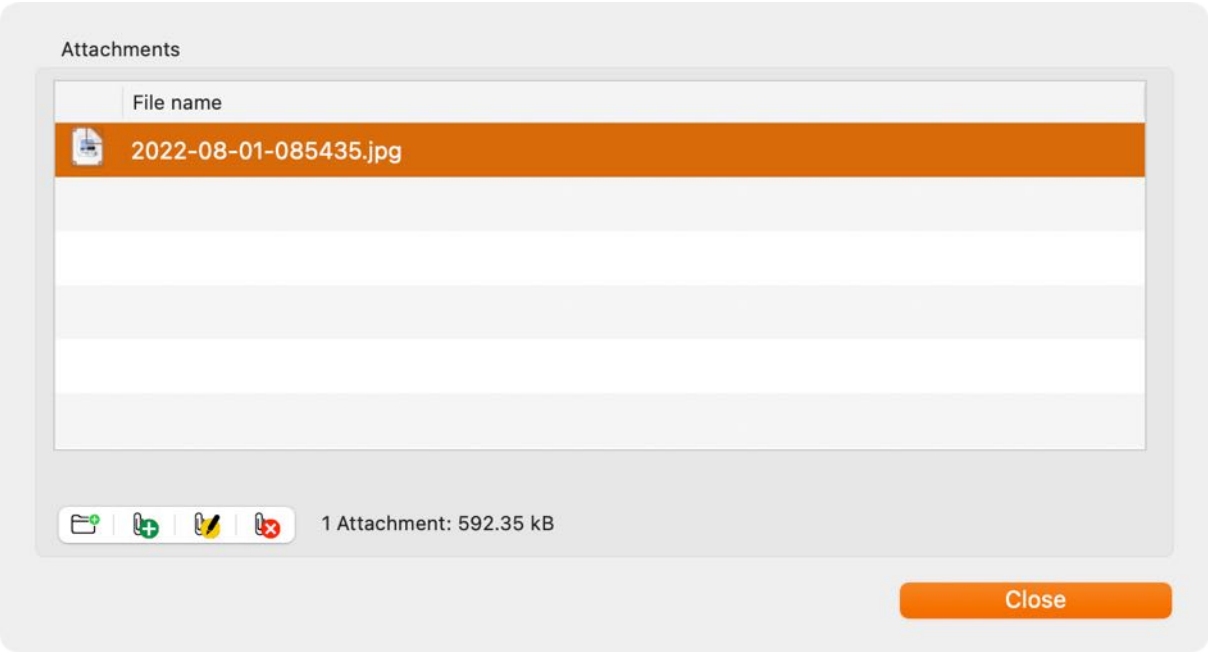 Attachments
File name
2022-08-01-085435.jpg
1 Attachment: 592.35 kB
Close